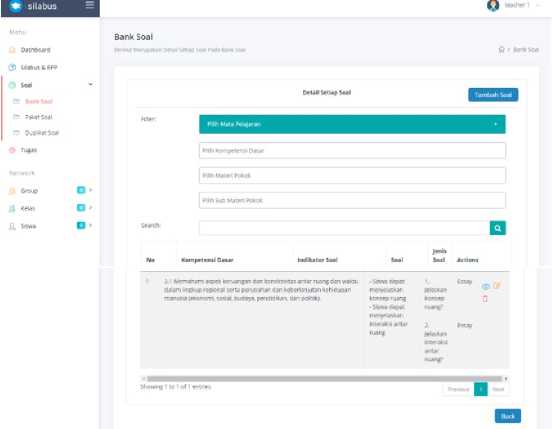 silabus
teacher 1
Menu
Dashboard
Silabus & RPP
Soal
Bank Soal
Paket Soal
Duplikat Soal
Tugas
Network
Group
Kelas
Siswa
Bank Soal
Berikut Merupakan Detail Setiap Soal Pada Bank Soal
/ Bank Soal
Detail Setiap Soal
Tambah Soal
Filter:
Pilih Mata Pelajaran
Pilih Kompetensi Dasar
Pilih Materi Pokok
Pilih Sub Materi Pokok
Search:
No Kompetensi Dasar Indikator Soal Soal Jenis Soal Actions
1
3.1 Memahami aspek keruangan dan konektivitas antar ruang dan waktu
dalam lingkup regional serta perubahan dan keberlanjutan kehidupan
manusia (ekonomi, sosial, budaya, pendidikan, dan politik).
- Siswa dapat
menjelaskan
konsep ruang
- Siswa dapat
menjelaskan
interaksi antar
ruang
1.
Jelaskan
konsep
ruang?
2.
Jelaskan
interaksi
antar
ruang?
Essay
Essay
Showing 1 to 1 of 1 entries
Previous 1 Next
Back